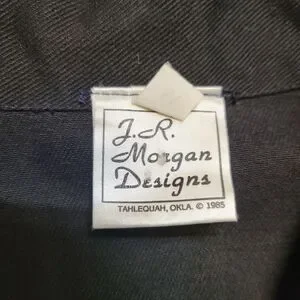 J.R.
Morgan
Designs
TAHLEQUAH, OKLA. © 1985